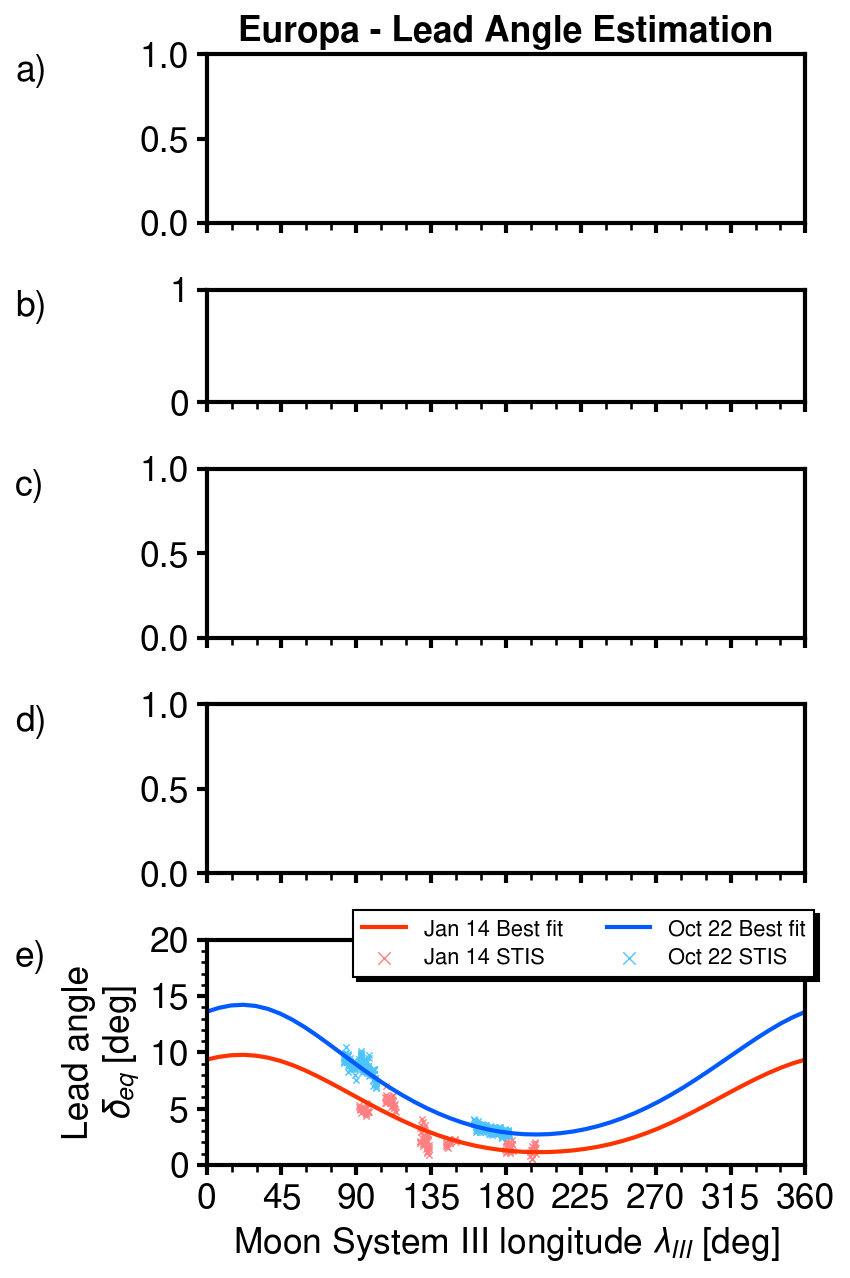 Europa - Lead Angle Estimation
a)
1.0
0.5
0.0
b)
1
0
c)
1.0
0.5
0.0
d)
1.0
0.5
0.0
e)
Jan 14 Best fit
Oct 22 Best fit
Jan 14 STIS
Oct 22 STIS
Lead angle
δeq [deg]
20
15
10
5
0
0 45 90 135 180 225 270 315 360
Moon System III longitude λIII [deg]